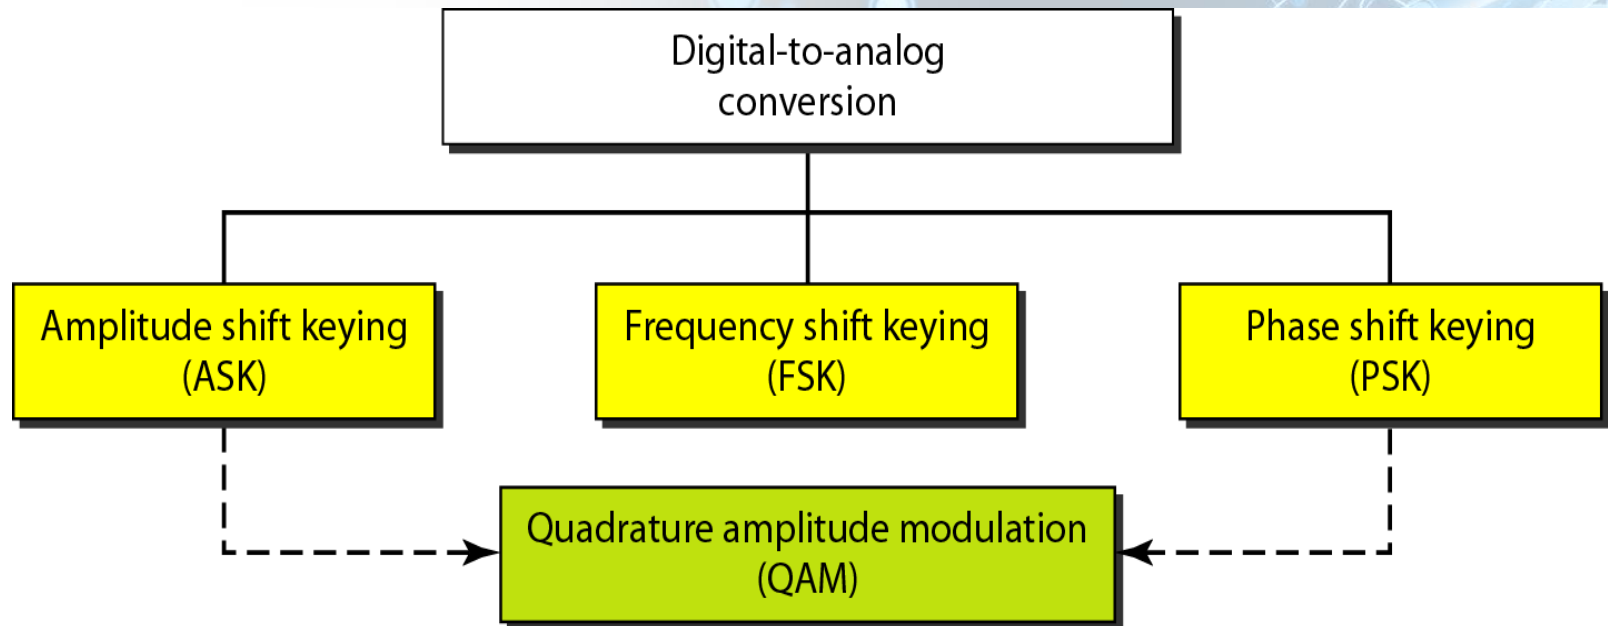 Digital-to-analog
conversion
Amplitude shift keying
(ASK)
Frequency shift keying
(FSK)
Phase shift keying
(PSK)
Quadrature amplitude modulation
(QAM)